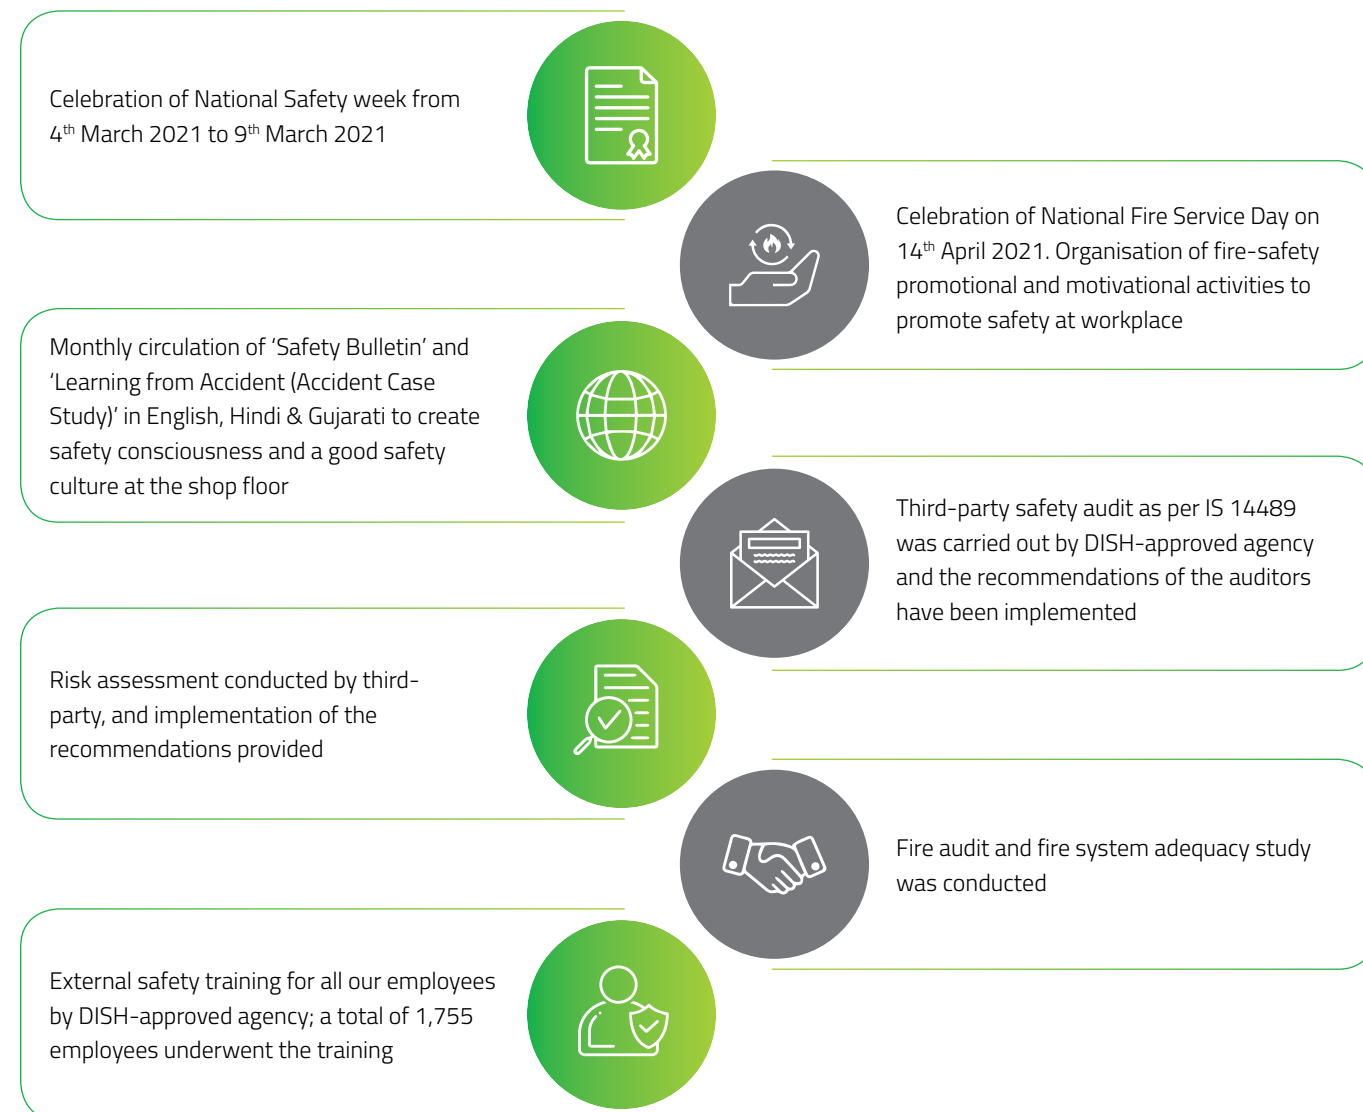 Celebration of National Safety week from
4th March 2021 to 9th March 2021
Celebration of National Fire Service Day on
14th April 2021. Organisation of fire-safety
promotional and motivational activities to
promote safety at workplace
Monthly circulation of ‘Safety Bulletin’ and
‘Learning from Accident (Accident Case
Study)’ in English, Hindi & Gujarati to create
safety consciousness and a good safety
culture at the shop floor
Third-party safety audit as per IS 14489
was carried out by DISH-approved agency
and the recommendations of the auditors
have been implemented
Risk assessment conducted by third-
party, and implementation of the
recommendations provided
Fire audit and fire system adequacy study
was conducted
External safety training for all our employees
by DISH-approved agency; a total of 1,755
employees underwent the training